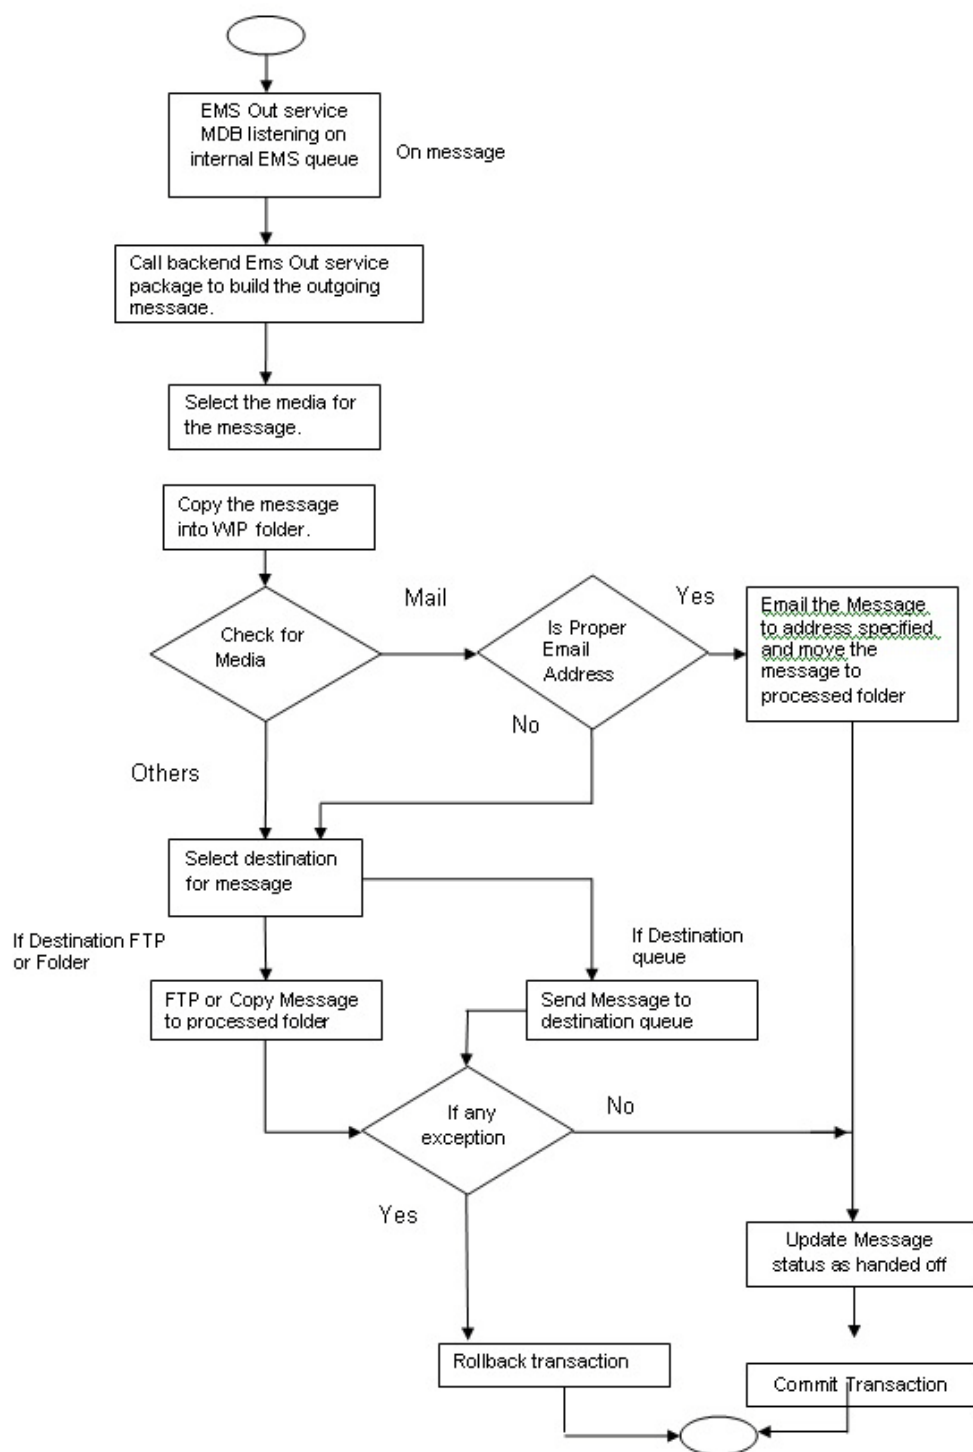 EMS Out service
MDB listening on
internal EMS queue
On message
Call backend Ems Out service
package to build the outgoing
message.
Select the media for
the message.
Copy the message
into WIP folder.
Check for
Media
Mail
Is Proper
Email
Address
Yes
Email the Message
to address specified
and move the
message to
processed folder
No
Others
Select destination
for message
If Destination FTP
or Folder
If Destination
queue
FTP or Copy Message
to processed folder
Send Message to
destination queue
If any
exception
No
Yes
Update Message
status as handed off
Rollback transaction
Commit Transaction